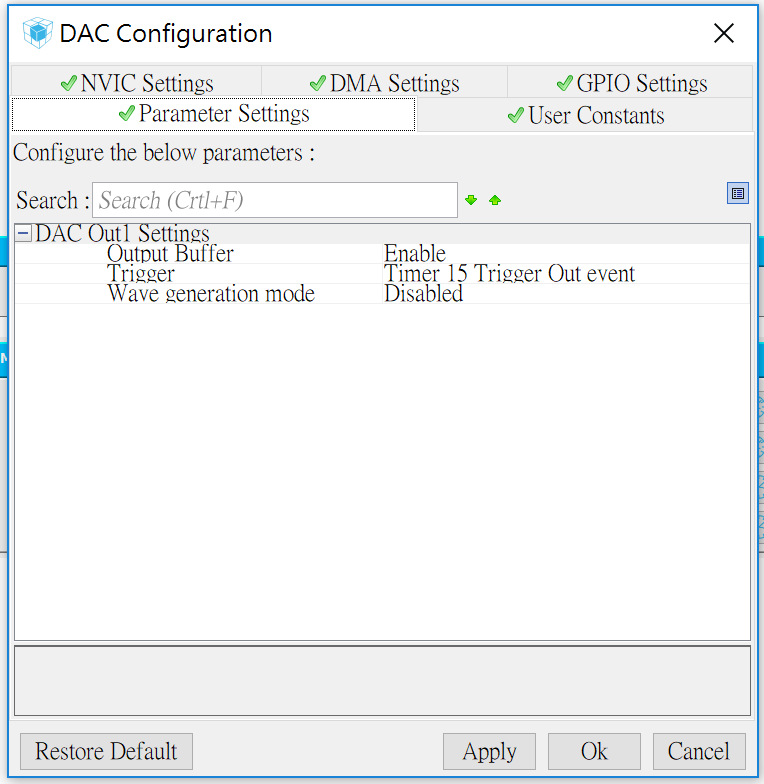 DAC Configuration
NVIC Settings DMA Settings GPIO Settings
Parameter Settings User Constants
Configure the below parameters :
Search : Search (Crtl+F)
DAC Out1 Settings
Output Buffer Enable
Trigger Timer 15 Trigger Out event
Wave generation mode Disabled
Restore Default Apply Ok Cancel